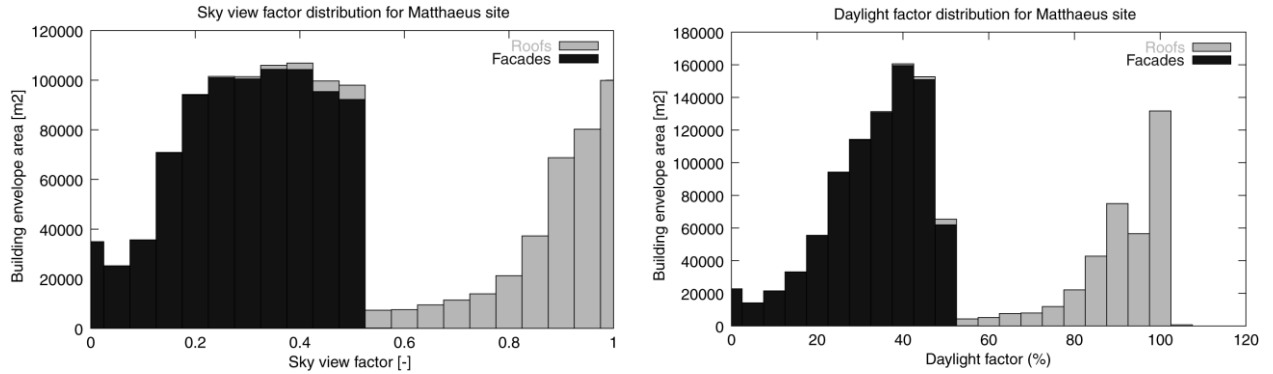 Sky view factor distribution for Matthaeus site
Building envelope area [m2]
120000
100000
80000
60000
40000
20000
0
Roofs
Facades
0 0.2 0.4 0.6 0.8 1
Sky view factor [-]
Daylight factor distribution for Matthaeus site
Building envelope area [m2]
180000
160000
140000
120000
100000
80000
60000
40000
20000
0
Roofs
Facades
0 20 40 60 80 100 120
Daylight factor (%)